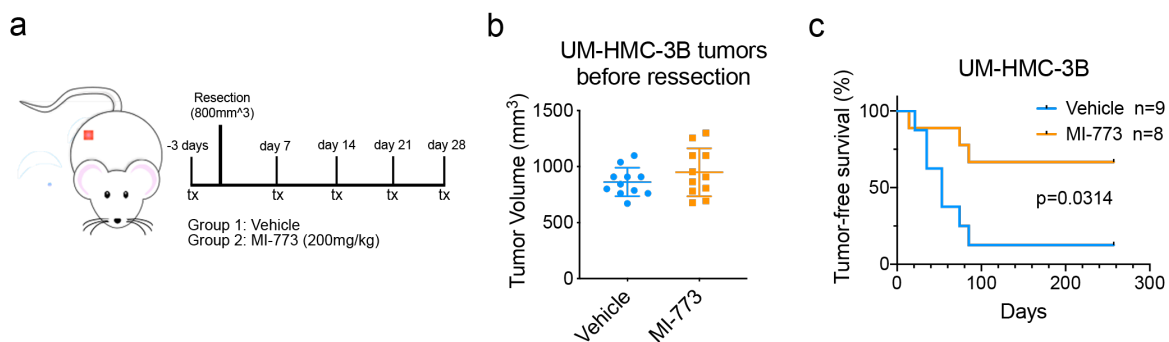 a
Resection
(800mm^3)
-3 days
day 7
day 14
day 21
day 28
tx
tx
tx
tx
tx
Group 1: Vehicle
Group 2: MI-773 (200mg/kg)
b
UM-HMC-3B tumors
before ressection
Tumor Volume (mm³)
1500
1000
500
0
Vehicle
MI-773
c
UM-HMC-3B
Tumor-free survival (%)
100
50
0
Vehicle n=9
MI-773 n=8
p=0.0314
0
100
200
300
Days